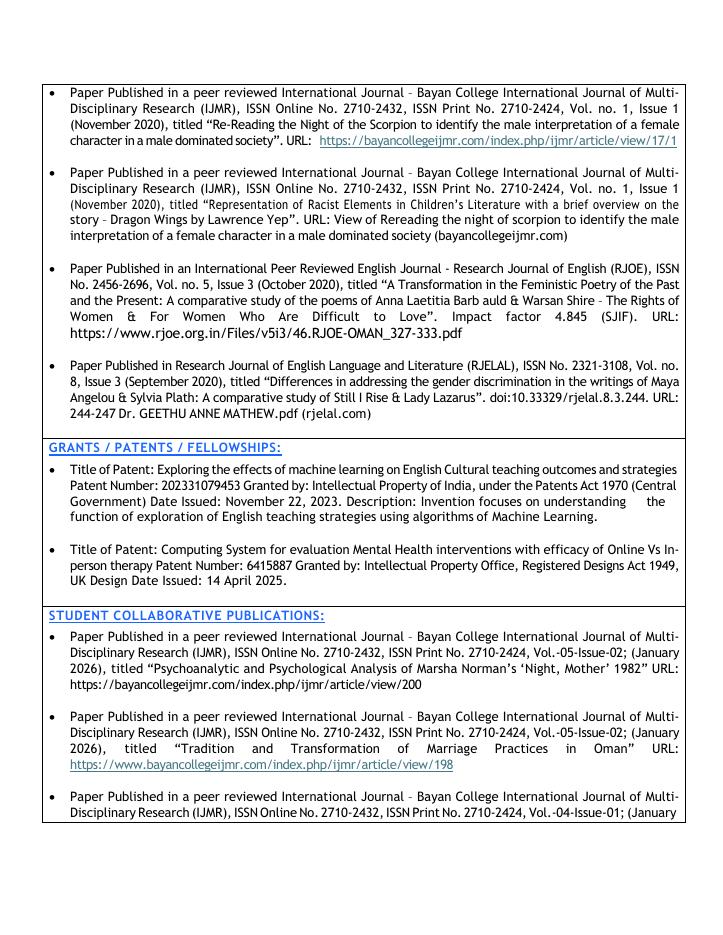 • Paper Published in a peer reviewed International Journal – Bayan College International Journal of Multi-
Disciplinary Research (IJMR), ISSN Online No. 2710-2432, ISSN Print No. 2710-2424, Vol. no. 1, Issue 1
(November 2020), titled “Re-Reading the Night of the Scorpion to identify the male interpretation of a female
character in a male dominated society”. URL: https://bayancollegeijmr.com/index.php/ijmr/article/view/17/1
• Paper Published in a peer reviewed International Journal – Bayan College International Journal of Multi-
Disciplinary Research (IJMR), ISSN Online No. 2710-2432, ISSN Print No. 2710-2424, Vol. no. 1, Issue 1
(November 2020), titled “Representation of Racist Elements in Children’s Literature with a brief overview on the
story – Dragon Wings by Lawrence Yep”. URL: View of Rereading the night of scorpion to identify the male
interpretation of a female character in a male dominated society (bayancollegeijmr.com)
• Paper Published in an International Peer Reviewed English Journal - Research Journal of English (RJOE), ISSN
No. 2456-2696, Vol. no. 5, Issue 3 (October 2020), titled “A Transformation in the Feministic Poetry of the Past
and the Present: A comparative study of the poems of Anna Laetitia Barb auld & Warsan Shire – The Rights of
Women & For Women Who Are Difficult to Love”. Impact factor 4.845 (SJIF). URL:
https://www.rjoe.org.in/Files/v5i3/46.RJOE-OMAN_327-333.pdf
• Paper Published in Research Journal of English Language and Literature (RJELAL), ISSN No. 2321-3108, Vol. no.
8, Issue 3 (September 2020), titled “Differences in addressing the gender discrimination in the writings of Maya
Angelou & Sylvia Plath: A comparative study of Still I Rise & Lady Lazarus”. doi:10.33329/rjelal.8.3.244. URL:
244-247 Dr. GEETHU ANNE MATHEW.pdf (rjelal.com)
GRANTS / PATENTS / FELLOWSHIPS:
• Title of Patent: Exploring the effects of machine learning on English Cultural teaching outcomes and strategies
Patent Number: 202331079453 Granted by: Intellectual Property of India, under the Patents Act 1970 (Central
Government) Date Issued: November 22, 2023. Description: Invention focuses on understanding the
function of exploration of English teaching strategies using algorithms of Machine Learning.
• Title of Patent: Computing System for evaluation Mental Health interventions with efficacy of Online Vs In-
person therapy Patent Number: 6415887 Granted by: Intellectual Property Office, Registered Designs Act 1949,
UK Design Date Issued: 14 April 2025.
STUDENT COLLABORATIVE PUBLICATIONS:
• Paper Published in a peer reviewed International Journal – Bayan College International Journal of Multi-
Disciplinary Research (IJMR), ISSN Online No. 2710-2432, ISSN Print No. 2710-2424, Vol.-05-Issue-02; (January
2026), titled “Psychoanalytic and Psychological Analysis of Marsha Norman’s ‘Night, Mother’ 1982” URL:
https://bayancollegeijmr.com/index.php/ijmr/article/view/200
• Paper Published in a peer reviewed International Journal – Bayan College International Journal of Multi-
Disciplinary Research (IJMR), ISSN Online No. 2710-2432, ISSN Print No. 2710-2424, Vol.-05-Issue-02; (January
2026), titled “Tradition and Transformation of Marriage Practices in Oman” URL:
https://www.bayancollegeijmr.com/index.php/ijmr/article/view/198
• Paper Published in a peer reviewed International Journal – Bayan College International Journal of Multi-
Disciplinary Research (IJMR), ISSN Online No. 2710-2432, ISSN Print No. 2710-2424, Vol.-04-Issue-01; (January